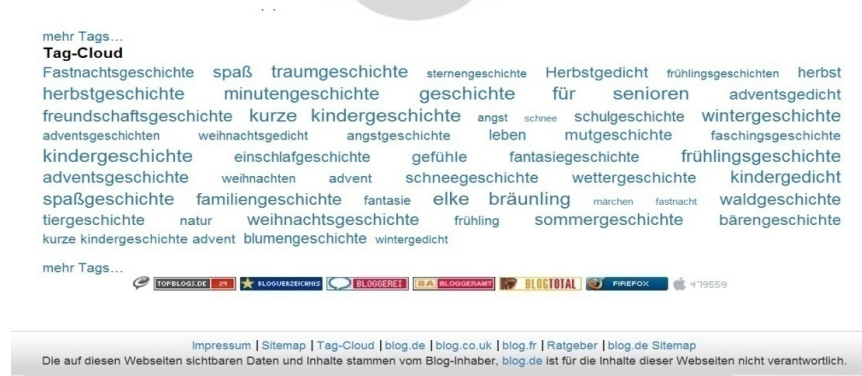 mehr Tags...
Tag-Cloud
Fastnachtsgeschichte spaß traumgeschichte sternengeschichte Herbstgedicht frühlingsgeschichten herbst
herbstgeschichte minutengeschichte geschichte für senioren adventsgedicht
freundschaftsgeschichte kurze kindergeschichte angst schnee schulgeschichte wintergeschichte
adventsgeschichten weihnachtsgedicht angstgeschichte leben mutgeschichte faschingsgeschichte
kindergeschichte einschlafgeschichte gefühle fantasiegeschichte frühlingsgeschichte
adventsgeschichte weihnachten advent schneegeschichte wettergeschichte kindergedicht
spaßgeschichte familiengeschichte fantasie elke bräunling märchen fastnacht waldgeschichte
tiergeschichte natur weihnachtsgeschichte frühling sommergeschichte bärengeschichte
kurze kindergeschichte advent blumengeschichte wintergedicht
mehr Tags...
TOPBLOGS.DE 24 BLOGVERZEICHNIS BLOGGEREI BA BLOGGERAMT BLOGTOTAL FIREFOX 479559
Impressum | Sitemap | Tag-Cloud | blog.de | blog.co.uk | blog.fr | Ratgeber | blog.de Sitemap
Die auf diesen Webseiten sichtbaren Daten und Inhalte stammen vom Blog-Inhaber, blog.de ist für die Inhalte dieser Webseiten nicht verantwortlich.